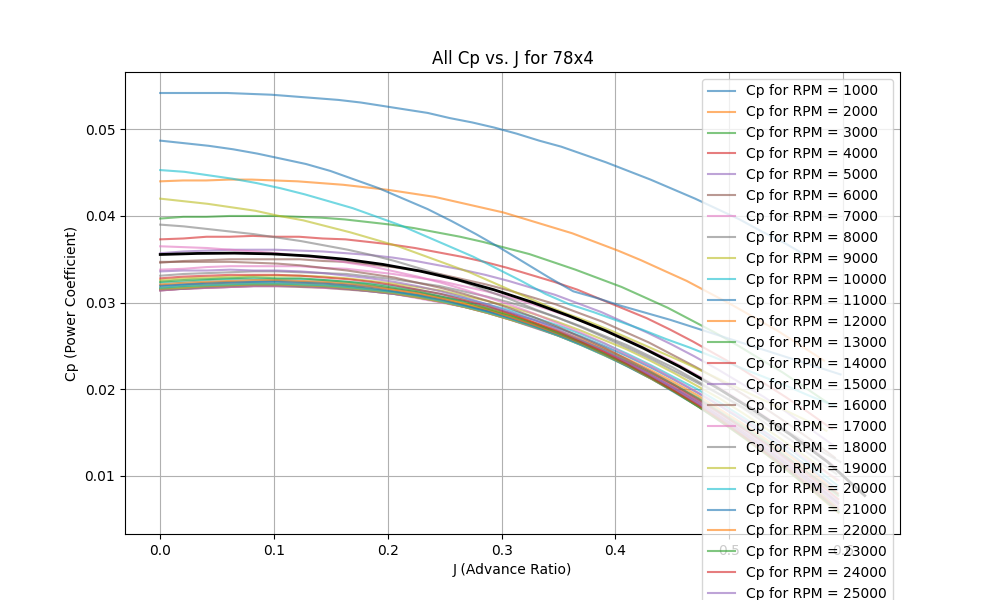 All Cp vs. J for 78x4
Cp (Power Coefficient)
0.05
0.04
0.03
0.02
0.01
0.0
0.1
0.2
0.3
0.4
0.5
0.6
J (Advance Ratio)
Cp for RPM = 1000
Cp for RPM = 2000
Cp for RPM = 3000
Cp for RPM = 4000
Cp for RPM = 5000
Cp for RPM = 6000
Cp for RPM = 7000
Cp for RPM = 8000
Cp for RPM = 9000
Cp for RPM = 10000
Cp for RPM = 11000
Cp for RPM = 12000
Cp for RPM = 13000
Cp for RPM = 14000
Cp for RPM = 15000
Cp for RPM = 16000
Cp for RPM = 17000
Cp for RPM = 18000
Cp for RPM = 19000
Cp for RPM = 20000
Cp for RPM = 21000
Cp for RPM = 22000
Cp for RPM = 23000
Cp for RPM = 24000
Cp for RPM = 25000